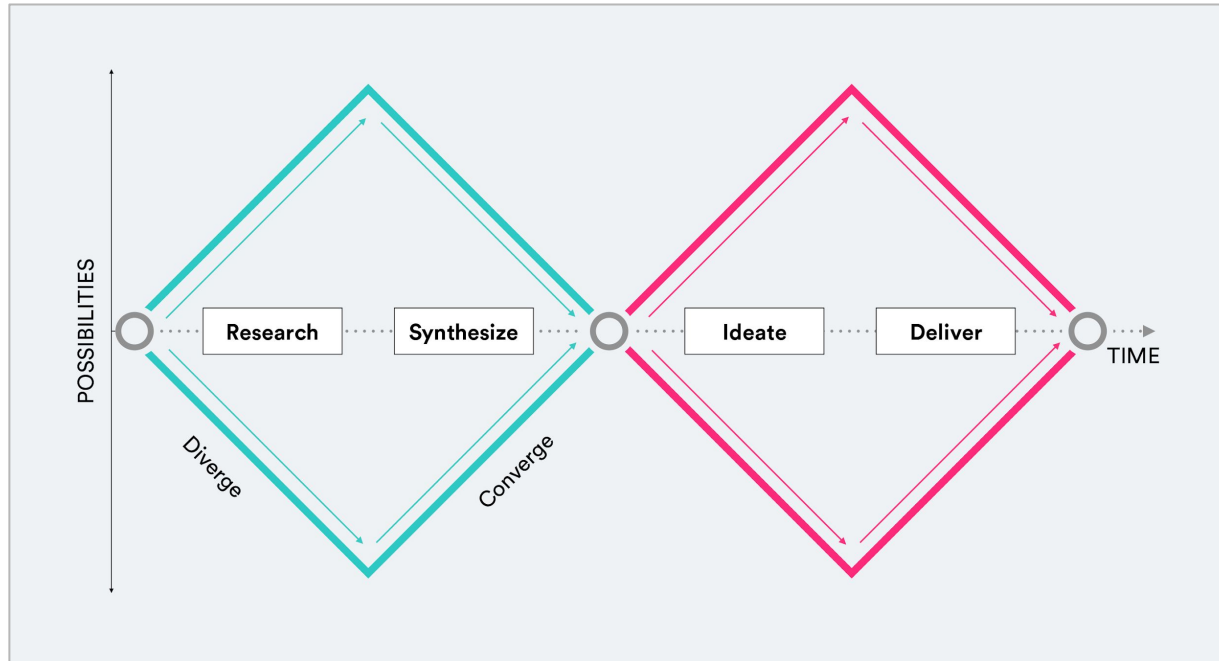 POSSIBILITIES
Research
Synthesize
Ideate
Deliver
TIME
Diverge
Converge